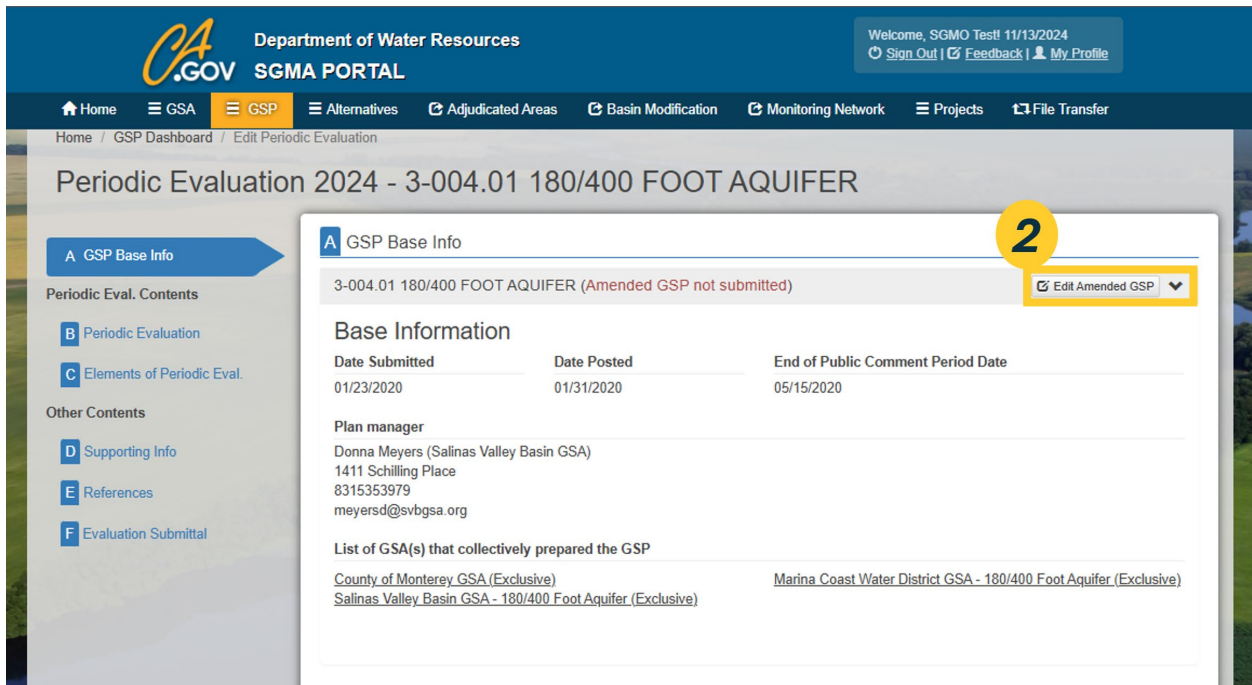 CA
.GOV
Department of Water Resources
SGMA PORTAL
Welcome, SGMO Test! 11/13/2024
Sign Out | Feedback | My Profile
Home GSA GSP Alternatives Adjudicated Areas Basin Modification Monitoring Network Projects File Transfer
Home / GSP Dashboard / Edit Periodic Evaluation
Periodic Evaluation 2024 - 3-004.01 180/400 FOOT AQUIFER
A GSP Base Info
Periodic Eval. Contents
B Periodic Evaluation
C Elements of Periodic Eval.
Other Contents
D Supporting Info
E References
F Evaluation Submittal
A GSP Base Info
2
3-004.01 180/400 FOOT AQUIFER (Amended GSP not submitted)
Edit Amended GSP
Base Information
Date Submitted Date Posted End of Public Comment Period Date
01/23/2020 01/31/2020 05/15/2020
Plan manager
Donna Meyers (Salinas Valley Basin GSA)
1411 Schilling Place
8315353979
meyersd@svbgsa.org
List of GSA(s) that collectively prepared the GSP
County of Monterey GSA (Exclusive) Marina Coast Water District GSA - 180/400 Foot Aquifer (Exclusive)
Salinas Valley Basin GSA - 180/400 Foot Aquifer (Exclusive)